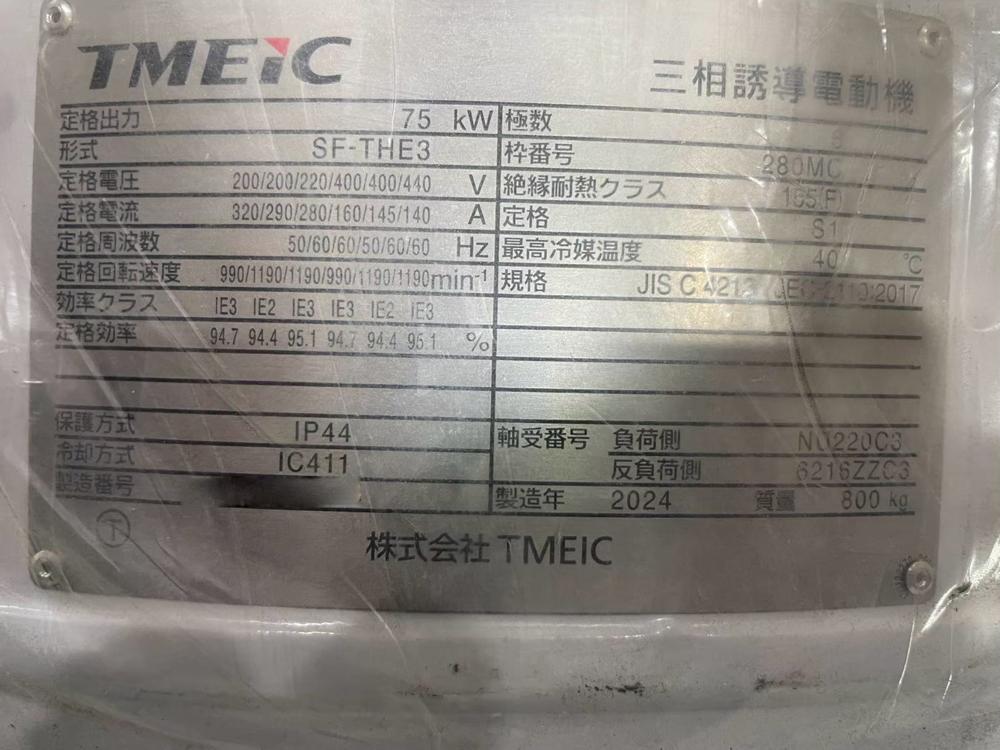 TMEiC
三相誘導電動機
定格出力 75 kW 極数 6
形式 SF-THE3 枠番号 280MC
定格電圧 200/200/220/400/400/440 V 絶縁耐熱クラス 155(F)
定格電流 320/290/280/160/145/140 A 定格 S1
定格周波数 50/60/60/50/60/60 Hz 最高冷媒温度 40 ℃
定格回転速度 990/1190/1190/990/1190/1190 min⁻¹ 規格 JIS C 4213
効率クラス IE3 IE2 IE3 IE3 IE2 IE3
定格効率 94.7 94.4 95.1 94.7 94.4 95.1 %
保護方式 IP44 軸受番号 負荷側 NU220C3
冷却方式 IC411 反負荷側 6216ZZC3
製造番号 製造年 2024 質量 800 kg
下
株式会社 TMEIC